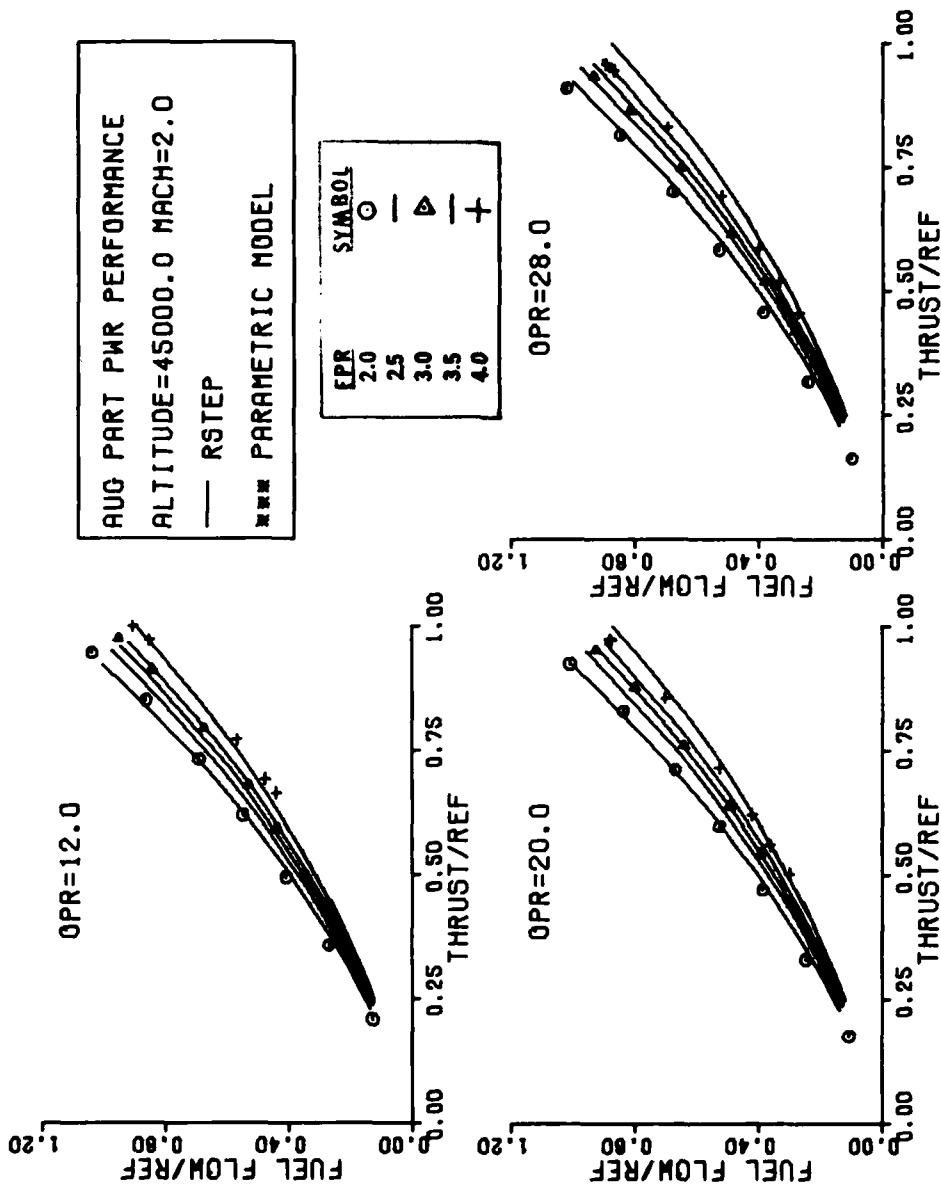 AUG PART PWR PERFORMANCE
ALTITUDE=45000.0 MACH=2.0
RSTEP
*** PARAMETRIC MODEL
EPR SYMBOL
2.0
2.5
3.0
3.5
4.0
OPR=12.0
FUEL FLOW/REF
1.20
0.80
0.40
0.00
0.00 0.25 0.50 0.75 1.00
THRUST/REF
OPR=20.0
FUEL FLOW/REF
1.20
0.80
0.40
0.00
0.00 0.25 0.50 0.75 1.00
THRUST/REF
OPR=28.0
FUEL FLOW/REF
1.20
0.80
0.40
0.00
0.00 0.25 0.50 0.75 1.00
THRUST/REF